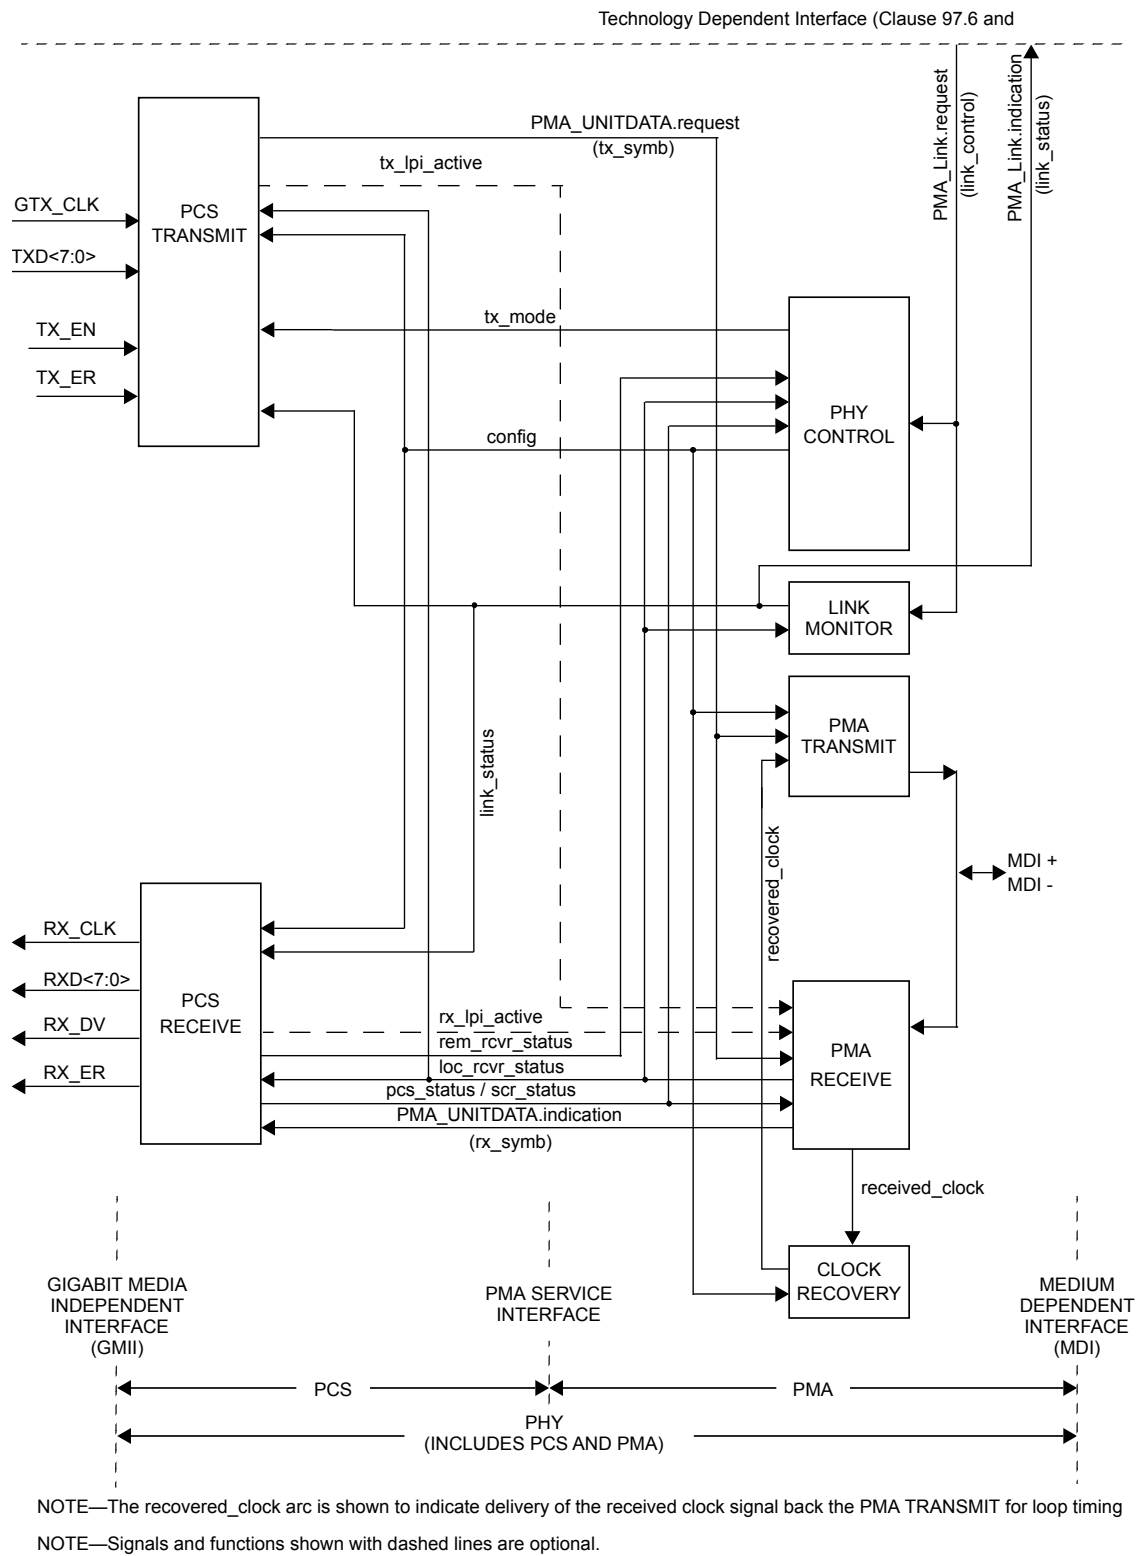 Technology Dependent Interface (Clause 97.6 and
PMA_Link.request
(link_control)
PMA_Link.indication
(link_status)
PMA_UNITDATA.request
(tx_symb)
tx_lpi_active
GTX_CLK
TXD<7:0>
TX_EN
TX_ER
PCS
TRANSMIT
tx_mode
config
PHY
CONTROL
LINK
MONITOR
PMA
TRANSMIT
link_status
recovered_clock
MDI +
MDI -
RX_CLK
RXD<7:0>
RX_DV
RX_ER
PCS
RECEIVE
rx_lpi_active
rem_rcvr_status
loc_rcvr_status
pcs_status / scr_status
PMA_UNITDATA.indication
(rx_symb)
PMA
RECEIVE
received_clock
CLOCK
RECOVERY
GIGABIT MEDIA
INDEPENDENT
INTERFACE
(GMII)
PMA SERVICE
INTERFACE
MEDIUM
DEPENDENT
INTERFACE
(MDI)
PCS
PMA
PHY
(INCLUDES PCS AND PMA)
NOTE—The recovered_clock arc is shown to indicate delivery of the received clock signal back the PMA TRANSMIT for loop timing
NOTE—Signals and functions shown with dashed lines are optional.